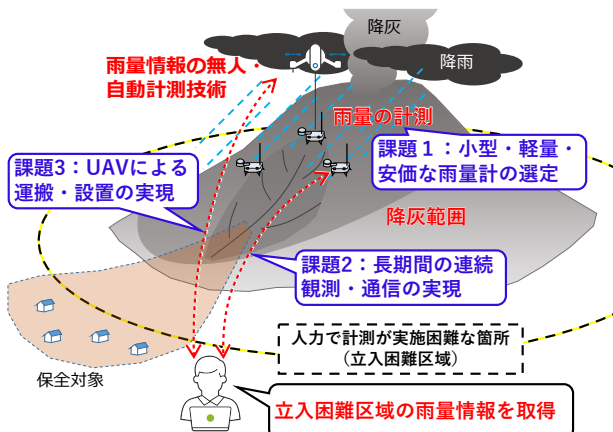 降灰
降雨
雨量情報の無人・
自動計測技術
雨量の計測
課題1:小型・軽量・
安価な雨量計の選定
課題3:UAVによる
運搬・設置の実現
降灰範囲
課題2:長期間の連続
観測・通信の実現
人力で計測が実施困難な箇所
(立入困難区域)
保全対象
立入困難区域の雨量情報を取得